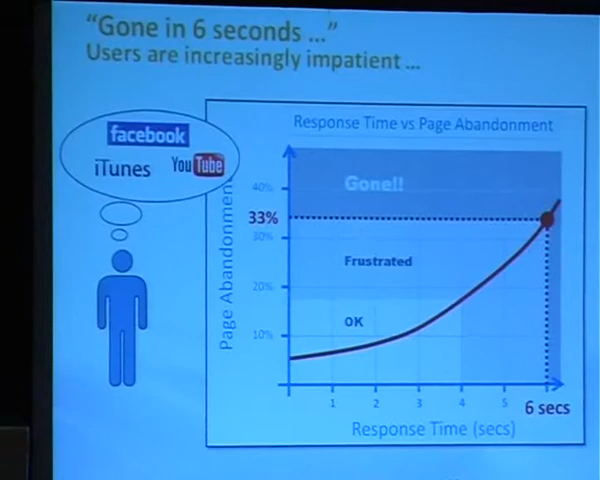 “Gone in 6 seconds ...”
Users are increasingly impatient ...
facebook
iTunes
YouTube
Response Time vs Page Abandonment
Page Abandonment
40%
33%
30%
20%
10%
Gone!!
Frustrated
OK
1 2 3 4 5 6 secs
Response Time (secs)